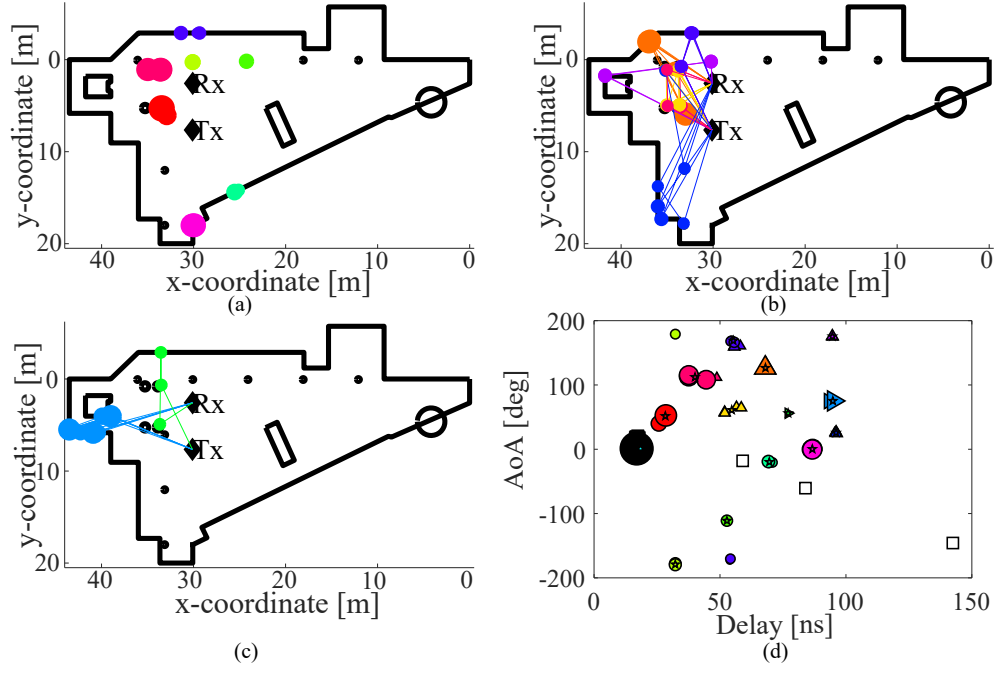 y-coordinate [m]
0
10
20
Rx
Tx
40
30
20
10
0
x-coordinate [m]
(a)
y-coordinate [m]
0
10
20
Rx
Tx
40
30
20
10
0
x-coordinate [m]
(b)
y-coordinate [m]
0
10
20
Rx
Tx
40
30
20
10
0
x-coordinate [m]
(c)
AoA [deg]
200
100
0
-100
-200
0
50
100
150
Delay [ns]
(d)